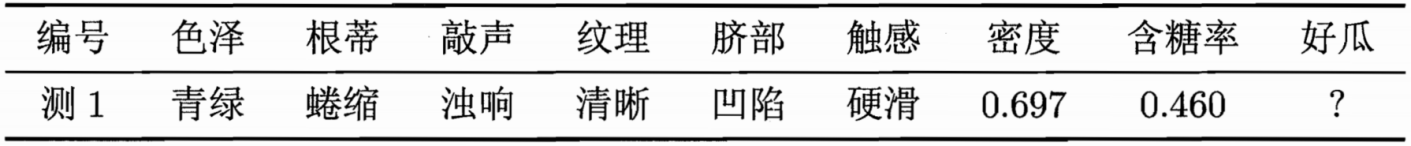 编号 色泽 根蒂 敲声 纹理 脐部 触感 密度 含糖率 好瓜
测 1 青绿 蜷缩 浊响 清晰 凹陷 硬滑 0.697 0.460 ?